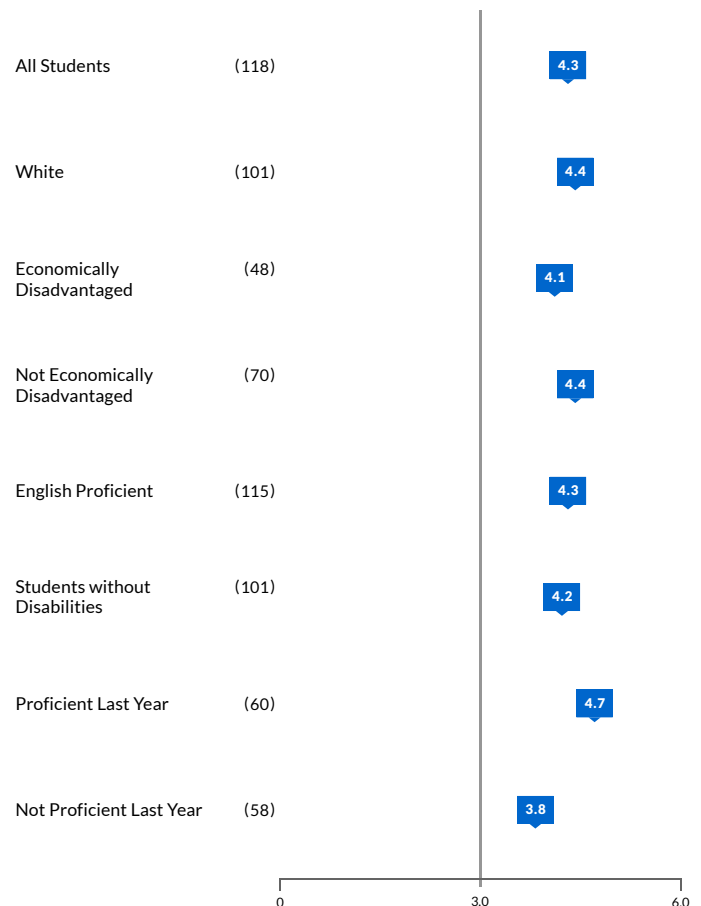 All Students (118) 4.3
White (101) 4.4
Economically (48)
Disadvantaged 4.1
Not Economically (70)
Disadvantaged 4.4
English Proficient (115) 4.3
Students without (101)
Disabilities 4.2
Proficient Last Year (60) 4.7
Not Proficient Last Year (58) 3.8
0 3.0 6.0